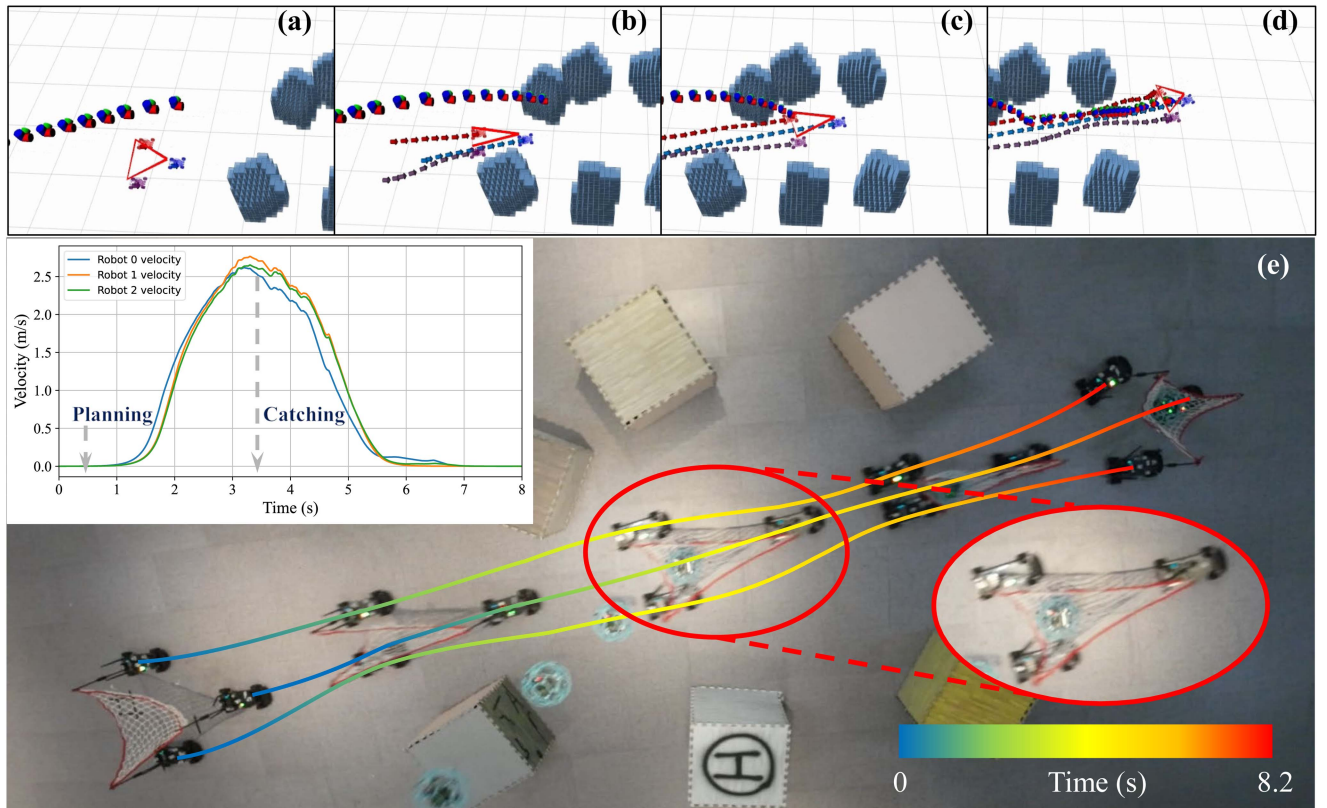 (a)
(b)
(c)
(d)
(e)
Robot 0 velocity
Robot 1 velocity
Robot 2 velocity
Velocity (m/s)
2.5
2.0
1.5
1.0
0.5
0.0
Planning
Catching
0 1 2 3 4 5 6 7 8
Time (s)
H
0 Time (s) 8.2